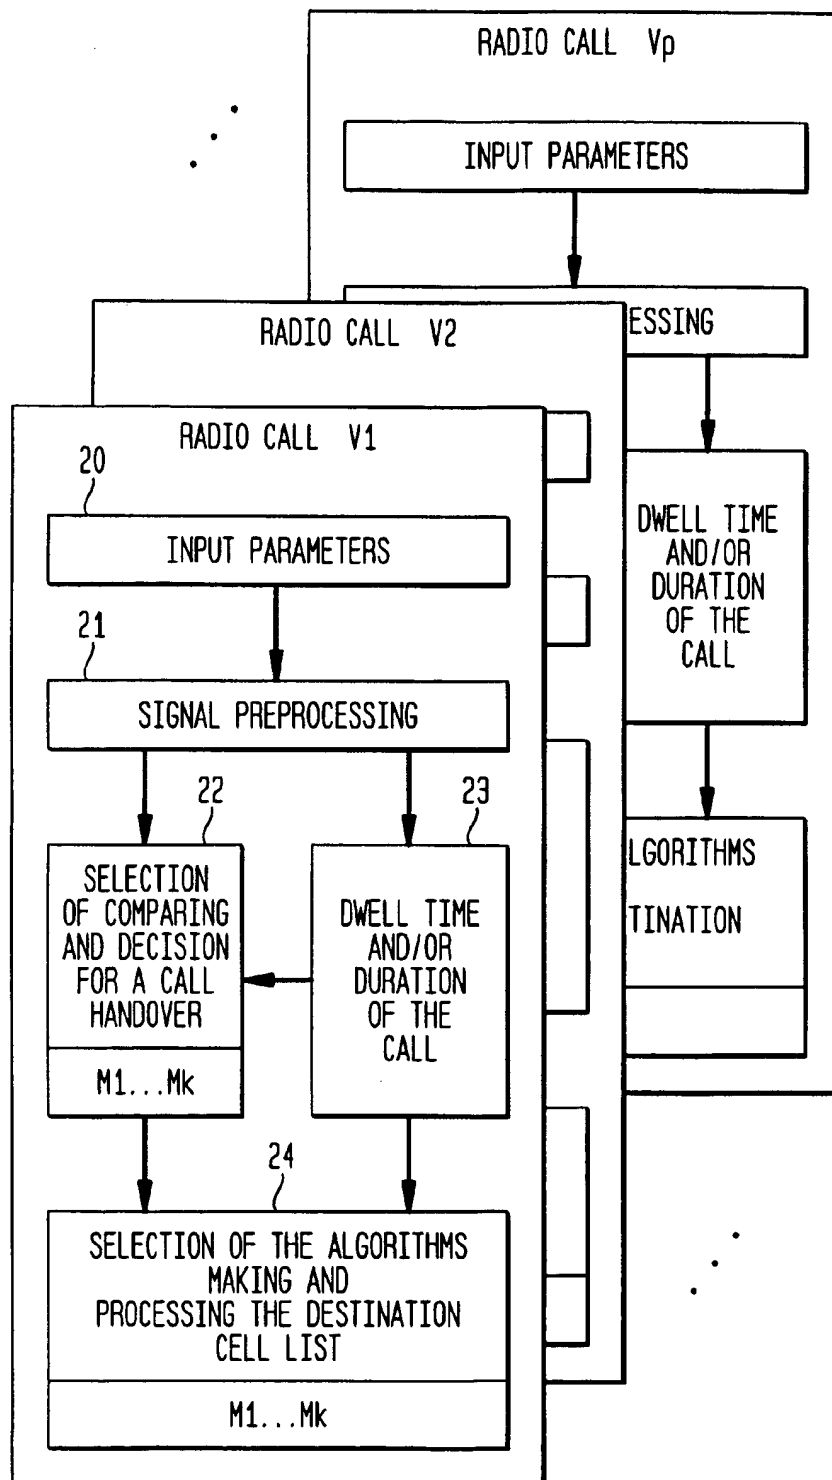 RADIO CALL Vp
INPUT PARAMETERS
ESSING
DWELL TIME
AND/OR
DURATION
OF THE
CALL
LGORITHMS
TINATION
RADIO CALL V2
RADIO CALL V1
20
INPUT PARAMETERS
21
SIGNAL PREPROCESSING
22
SELECTION
OF COMPARING
AND DECISION
FOR A CALL
HANDOVER
M1...Mk
23
DWELL TIME
AND/OR
DURATION
OF THE
CALL
24
SELECTION OF THE ALGORITHMS
MAKING AND
PROCESSING THE DESTINATION
CELL LIST
M1...Mk